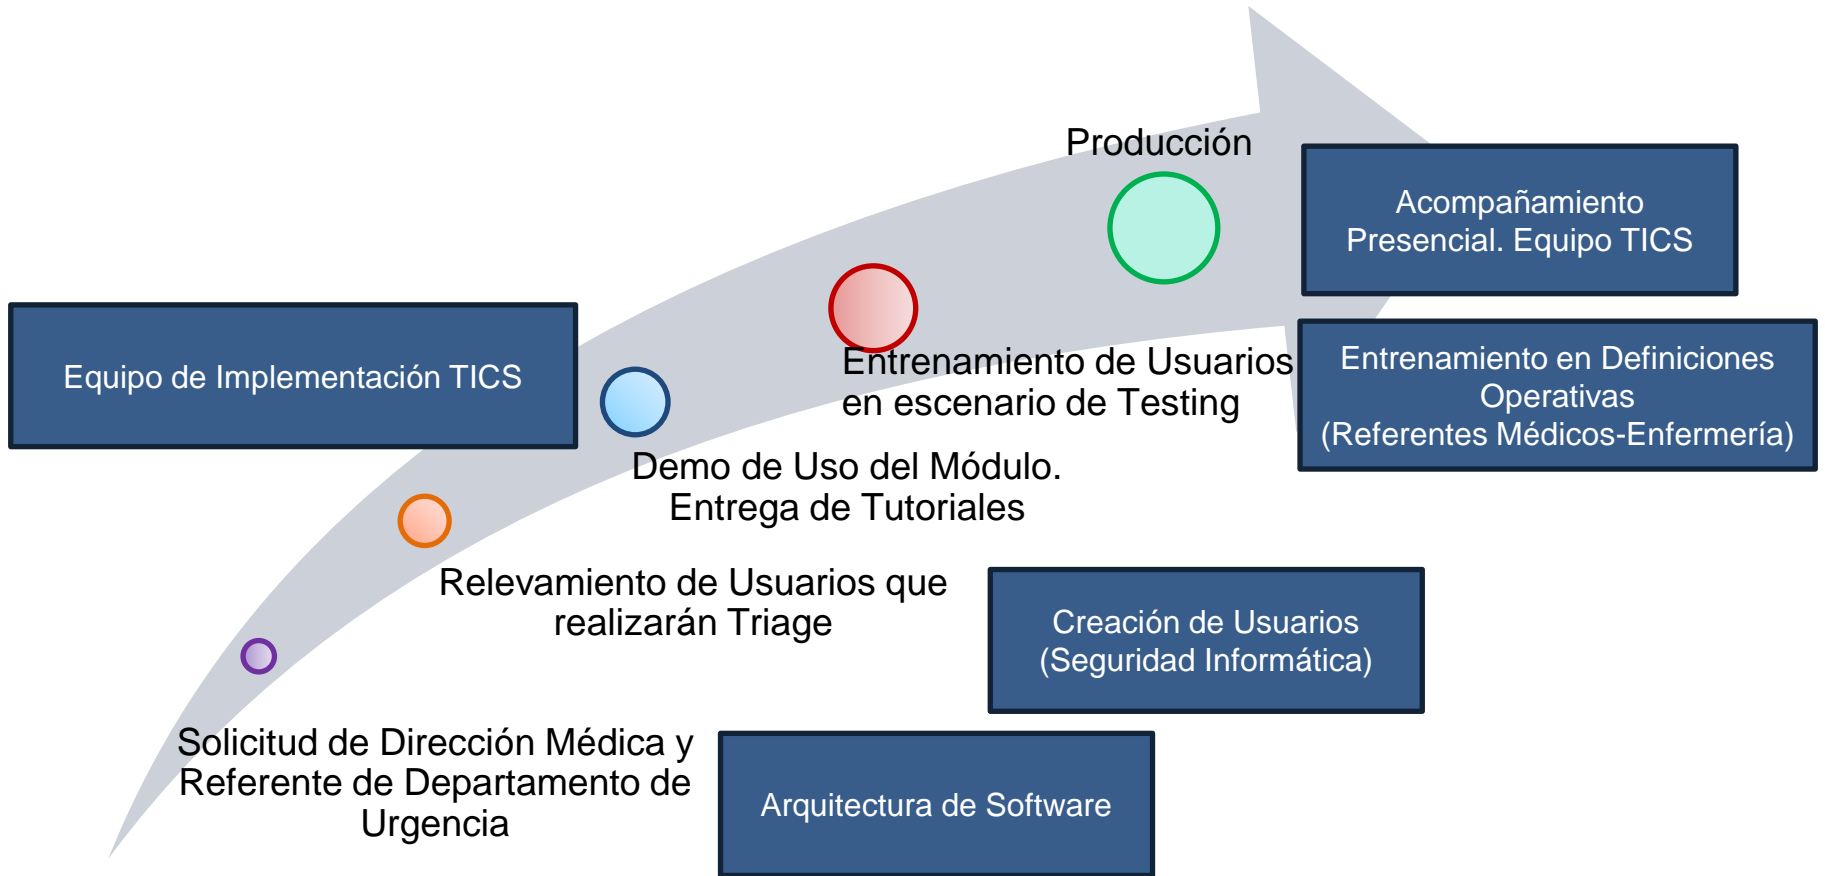 Producción
Acompañamiento
Presencial. Equipo TICS
Equipo de Implementación TICS
Entrenamiento de Usuarios
en escenario de Testing
Entrenamiento en Definiciones
Operativas
(Referentes Médicos-Enfermería)
Demo de Uso del Módulo.
Entrega de Tutoriales
Relevamiento de Usuarios que
realizarán Triage
Creación de Usuarios
(Seguridad Informática)
Solicitud de Dirección Médica y
Referente de Departamento de
Urgencia
Arquitectura de Software